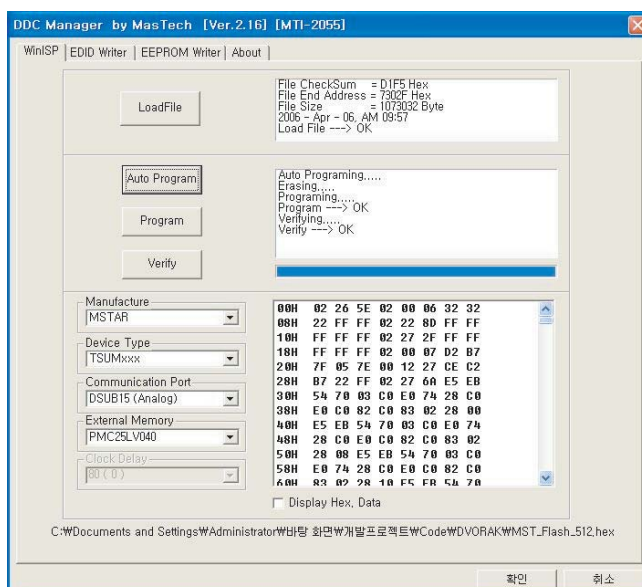 DDC Manager by MasTech [Ver.2.16] [MTI-2055]
WinISP | EDID Writer | EEPROM Writer | About |
LoadFile
File CheckSum = D1F5 Hex
File End Address = 7302F Hex
File Size = 1073032 Byte
2006 - Apr - 06, AM 09:57
Load File ---> OK
Auto Program
Program
Verify
Auto Programing.....
Erasing.....
Programing.....
Program ---> OK
Verifying.....
Verify ---> OK
Manufacture
MSTAR
Device Type
TSUMxxx
Communication Port
DSUB15 (Analog)
External Memory
PMC25LV040
Clock Delay
80 ( 0 )
00H 02 26 5E 02 00 06 32 32
08H 22 FF FF 02 22 8D FF FF
10H FF FF FF 02 27 2F FF FF
18H FF FF FF 02 00 07 D2 B7
20H 7F 05 7E 00 12 27 CE C2
28H B7 22 FF 02 27 6A E5 EB
30H 54 70 03 C0 E0 74 28 C0
38H E0 C0 82 C0 83 02 28 00
40H E5 EB 54 70 03 C0 E0 74
48H 28 C0 E0 C0 82 C0 83 02
50H 28 08 E5 EB 54 70 03 C0
58H E0 74 28 C0 E0 C0 82 C0
60H 83 02 28 10 E5 EB 54 70
Display Hex, Data
C:₩Documents and Settings₩Administrator₩바탕 화면₩개발프로젝트₩Code₩DVORAK₩MST_Flash_512.hex
확인
취소